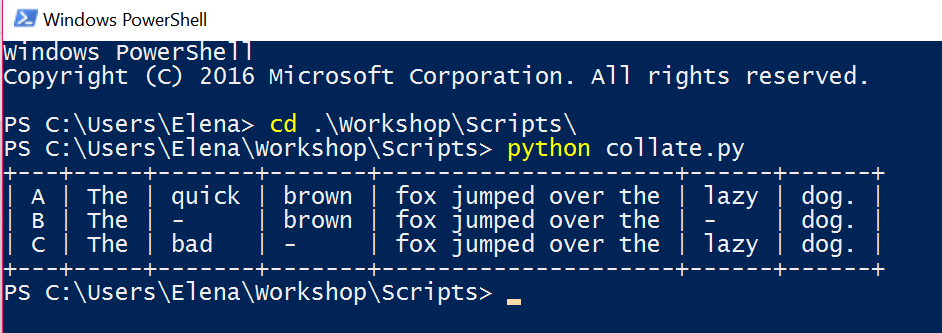 Windows PowerShell
Windows PowerShell
Copyright (C) 2016 Microsoft Corporation. All rights reserved.
PS C:\Users\Elena> cd .\Workshop\Scripts\
PS C:\Users\Elena\Workshop\Scripts> python collate.py
+---+-----+-------+-------+----------------------+------+------+
| A | The | quick | brown | fox jumped over the | lazy | dog. |
| B | The | -     | brown | fox jumped over the | -    | dog. |
| C | The | bad   | -     | fox jumped over the | lazy | dog. |
+---+-----+-------+-------+----------------------+------+------+
PS C:\Users\Elena\Workshop\Scripts>